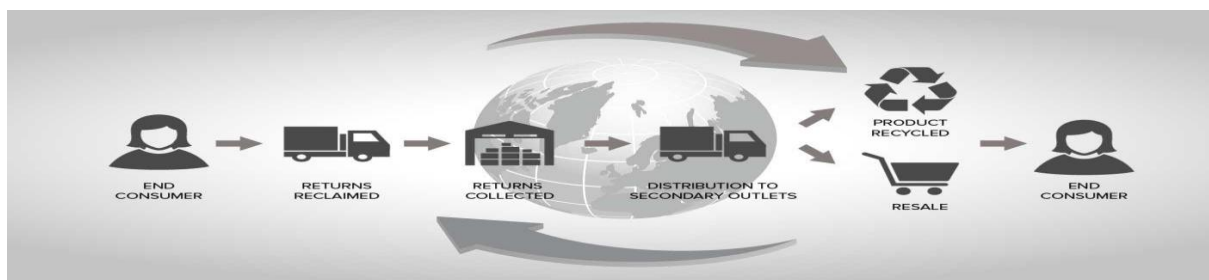 END
CONSUMER
RETURNS
RECLAIMED
RETURNS
COLLECTED
DISTRIBUTION TO
SECONDARY OUTLETS
PRODUCT
RECYCLED
RESALE
END
CONSUMER